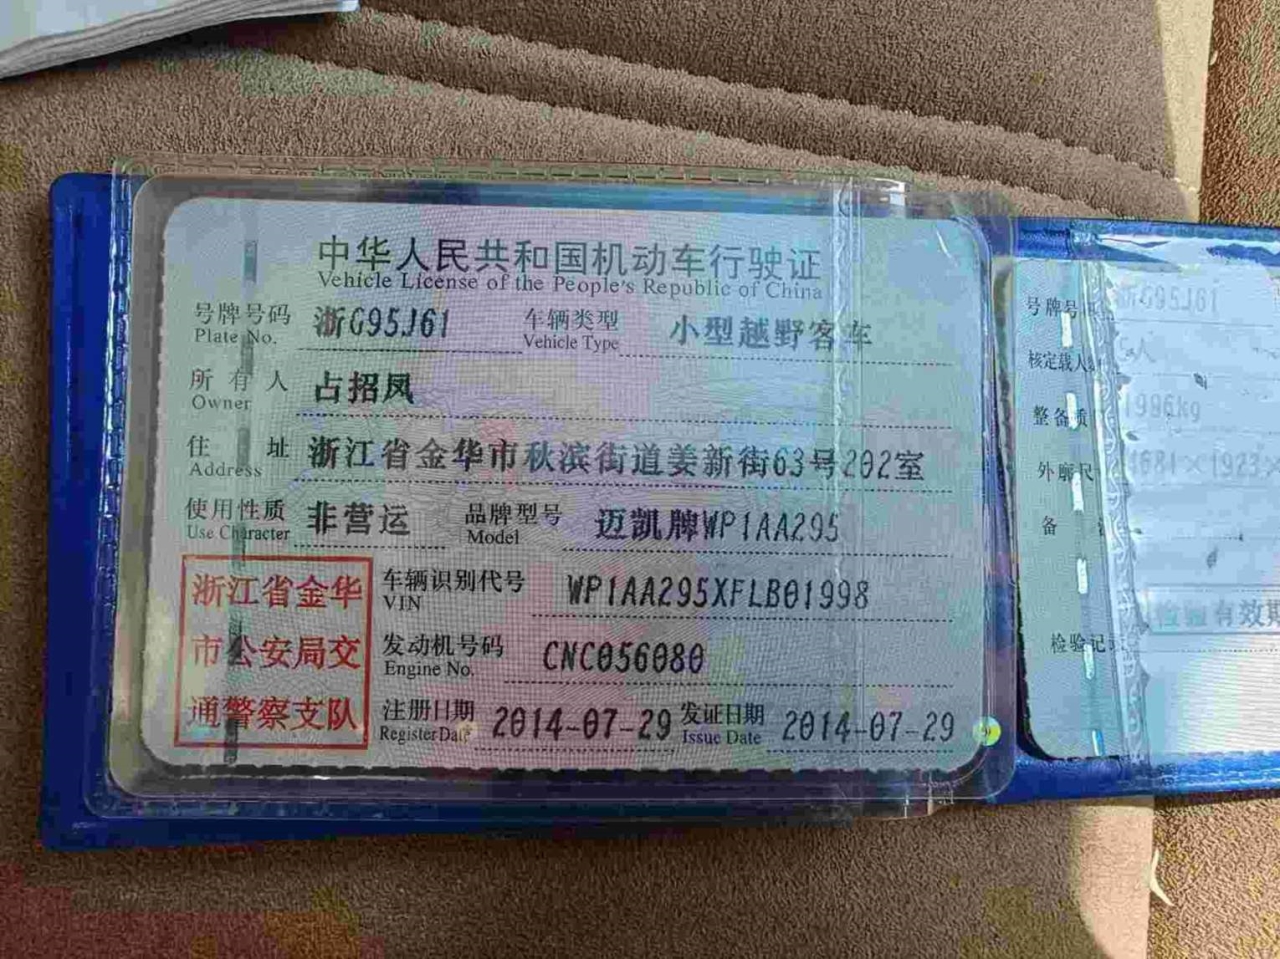 中华人民共和国机动车行驶证
Vehicle License of the People's Republic of China
号牌号码 浙G95J61 车辆类型 小型越野客车
Plate No. Vehicle Type
所有人 占招凤
Owner
住址 浙江省金华市秋滨街道姜新街63号202室
Address
使用性质 非营运 品牌型号 迈凯牌WP1AA295
Use Character Model
浙江省金华
市公安局交
通警察支队
车辆识别代号 WP1AA295XFLB01998
VIN
发动机号码 CNC056080
Engine No.
注册日期 2014-07-29 发证日期 2014-07-29
Register Date Issue Date
号牌号 浙G95J61
核定载人 5人
整备质 1996kg
外廓尺
备
检验有效期
检验记